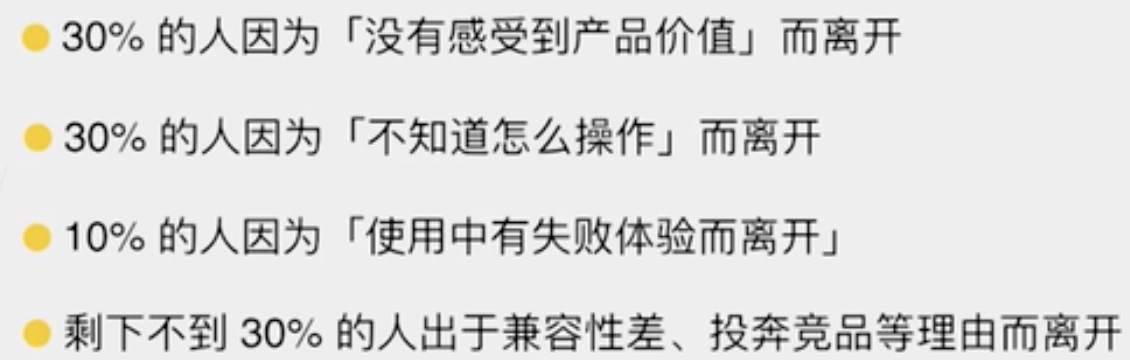 30% 的人因为「没有感受到产品价值」而离开
30% 的人因为「不知道怎么操作」而离开
10% 的人因为「使用中有失败体验而离开」
剩下不到 30% 的人出于兼容性差、投奔竞品等理由而离开